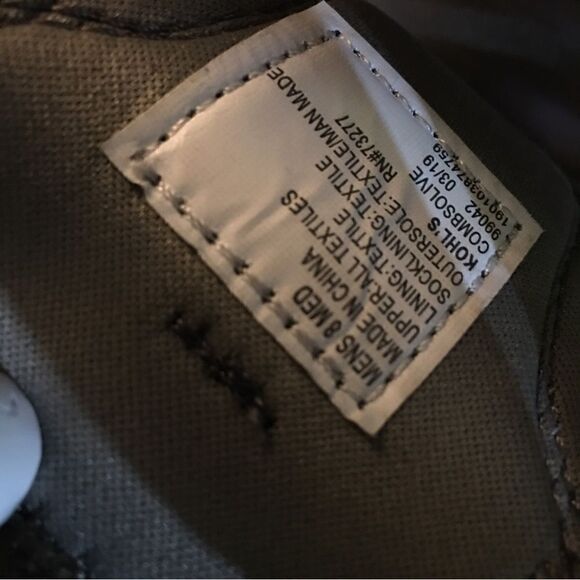 MENS 8 MED
UPPER:ALL TEXTILES
MADE IN CHINA
LINING:TEXTILE
SOCKLINING:TEXTILE
OUTERSOLE:TEXTILE/MAN MADE
KOHL'S RN#73277
COMBSOLIVE
99042 03/19
190103874759